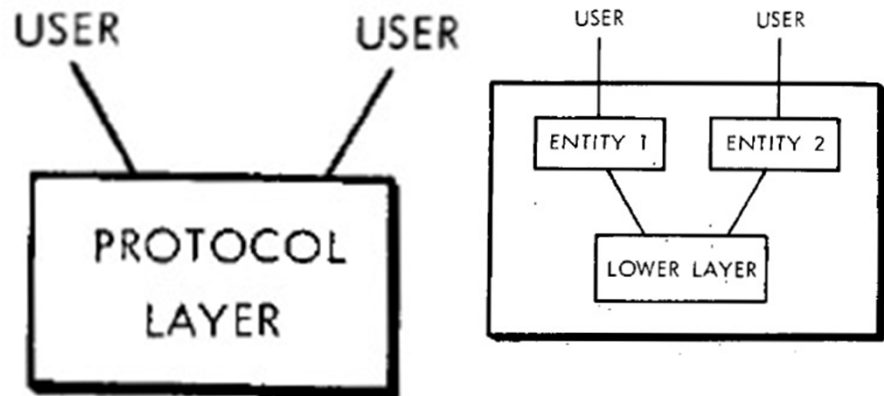 USER USER
PROTOCOL
LAYER
USER USER
ENTITY 1 ENTITY 2
LOWER LAYER